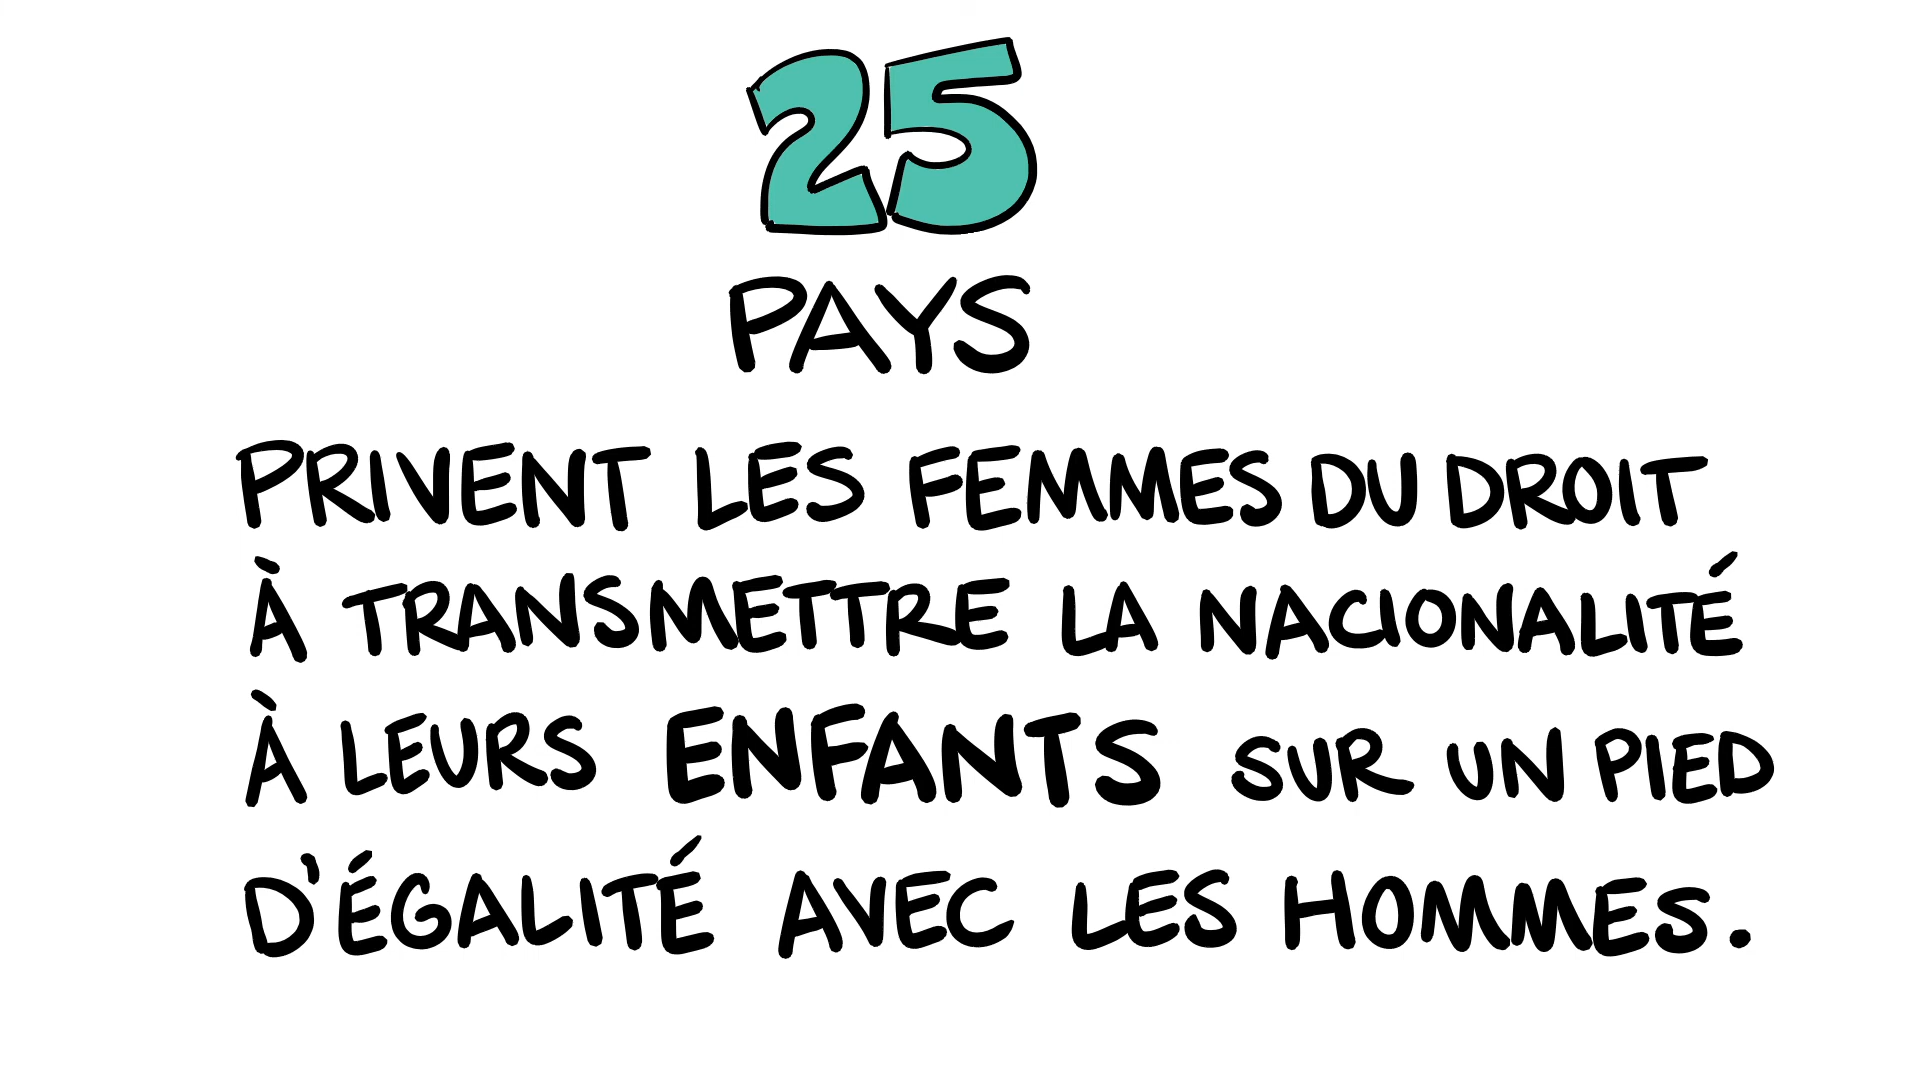 25
PAYS
PRIVENT LES FEMMES DU DROIT
À TRANSMETTRE LA NACIONALITÉ
À LEURS ENFANTS SUR UN PIED
D'ÉGALITÉ AVEC LES HOMMES.